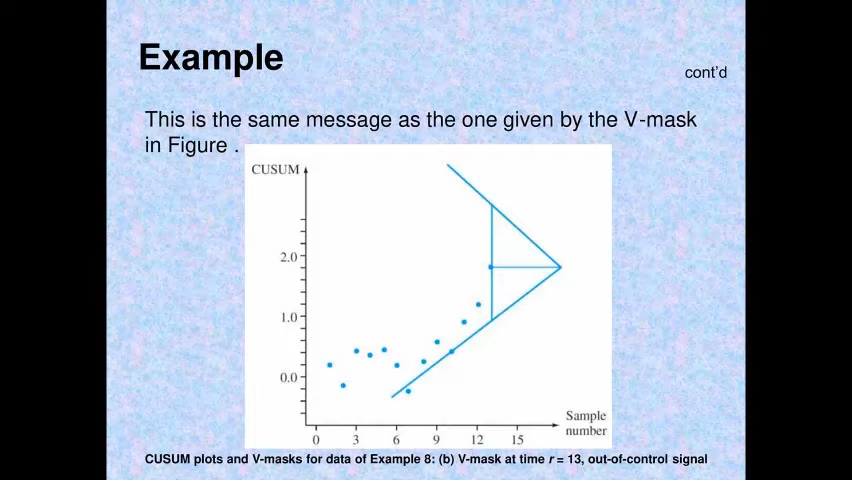 Example
cont'd
This is the same message as the one given by the V-mask
in Figure .
CUSUM
2.0
1.0
0.0
0 3 6 9 12 15
Sample
number
CUSUM plots and V-masks for data of Example 8: (b) V-mask at time r = 13, out-of-control signal